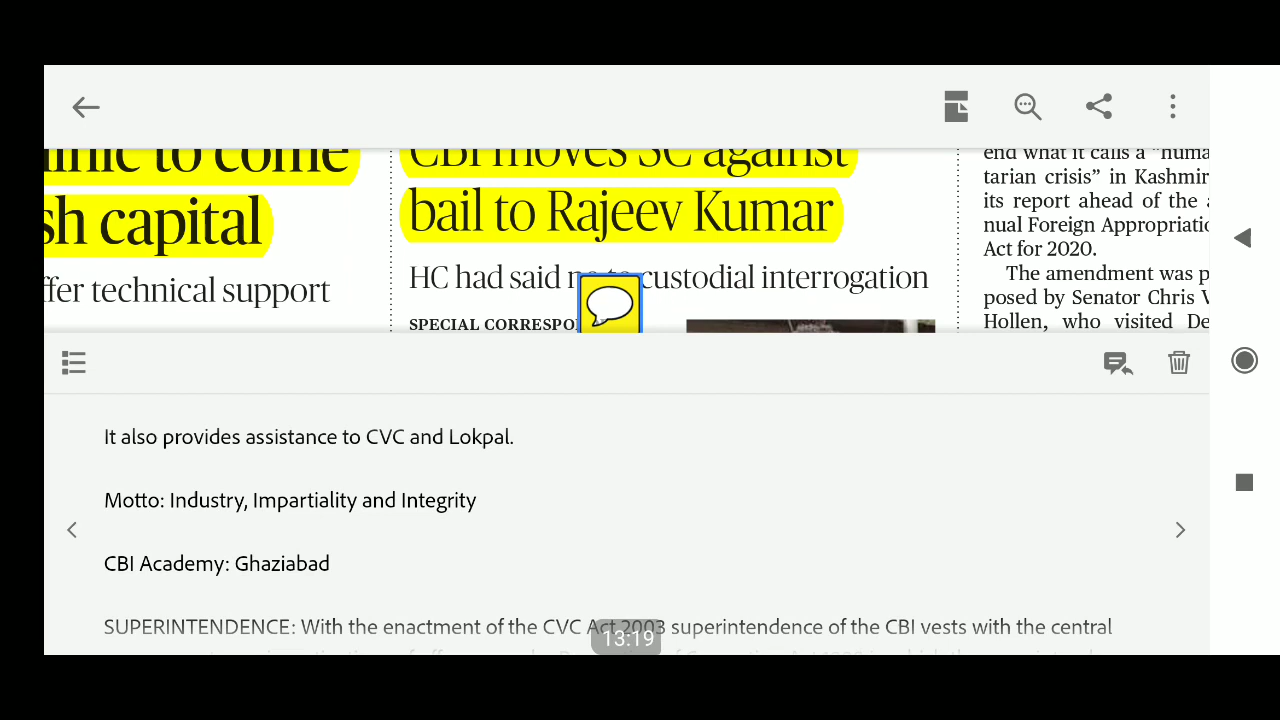 linic to come
sh capital
ffer technical support
CBI moves SC against
bail to Rajeev Kumar
HC had said no to custodial interrogation
SPECIAL CORRESPO
end what it calls a “huma
tarian crisis” in Kashmir
its report ahead of the a
nual Foreign Appropriatio
Act for 2020.
The amendment was p
posed by Senator Chris V
Hollen, who visited De
It also provides assistance to CVC and Lokpal.
Motto: Industry, Impartiality and Integrity
CBI Academy: Ghaziabad
SUPERINTENDENCE: With the enactment of the CVC Act 2003 superintendence of the CBI vests with the central
13:19